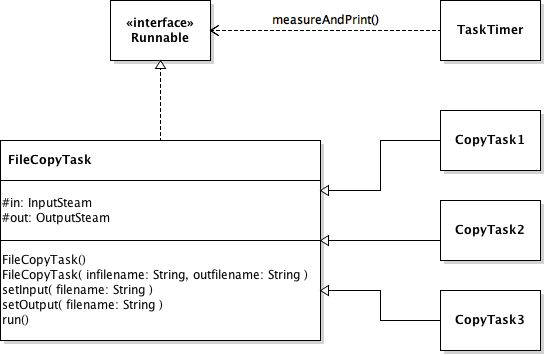 «interface»
Runnable
measureAndPrint()
TaskTimer
FileCopyTask
#in: InputSteam
#out: OutputSteam
FileCopyTask()
FileCopyTask( infilename: String, outfilename: String )
setInput( filename: String )
setOutput( filename: String )
run()
CopyTask1
CopyTask2
CopyTask3